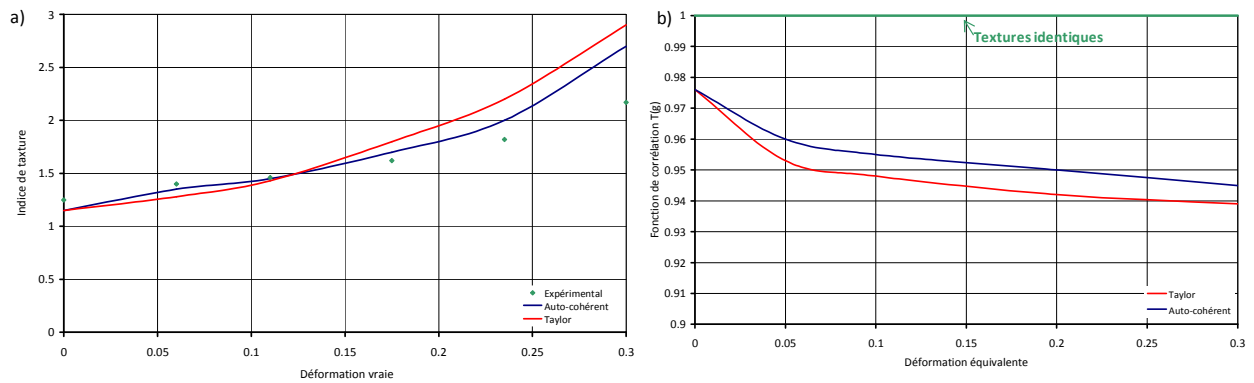 a)
3
2.5
2
1.5
1
0.5
0
0
0.05
0.1
0.15
0.2
0.25
0.3
Indice de taxture
Déformation vraie
Expérimental
Auto-cohérent
Taylor
b)
1
0.99
0.98
0.97
0.96
0.95
0.94
0.93
0.92
0.91
0.9
0
0.05
0.1
0.15
0.2
0.25
0.3
Fonction de corrélation T(g)
Déformation équivalente
Textures identiques
Taylor
Auto-cohérent